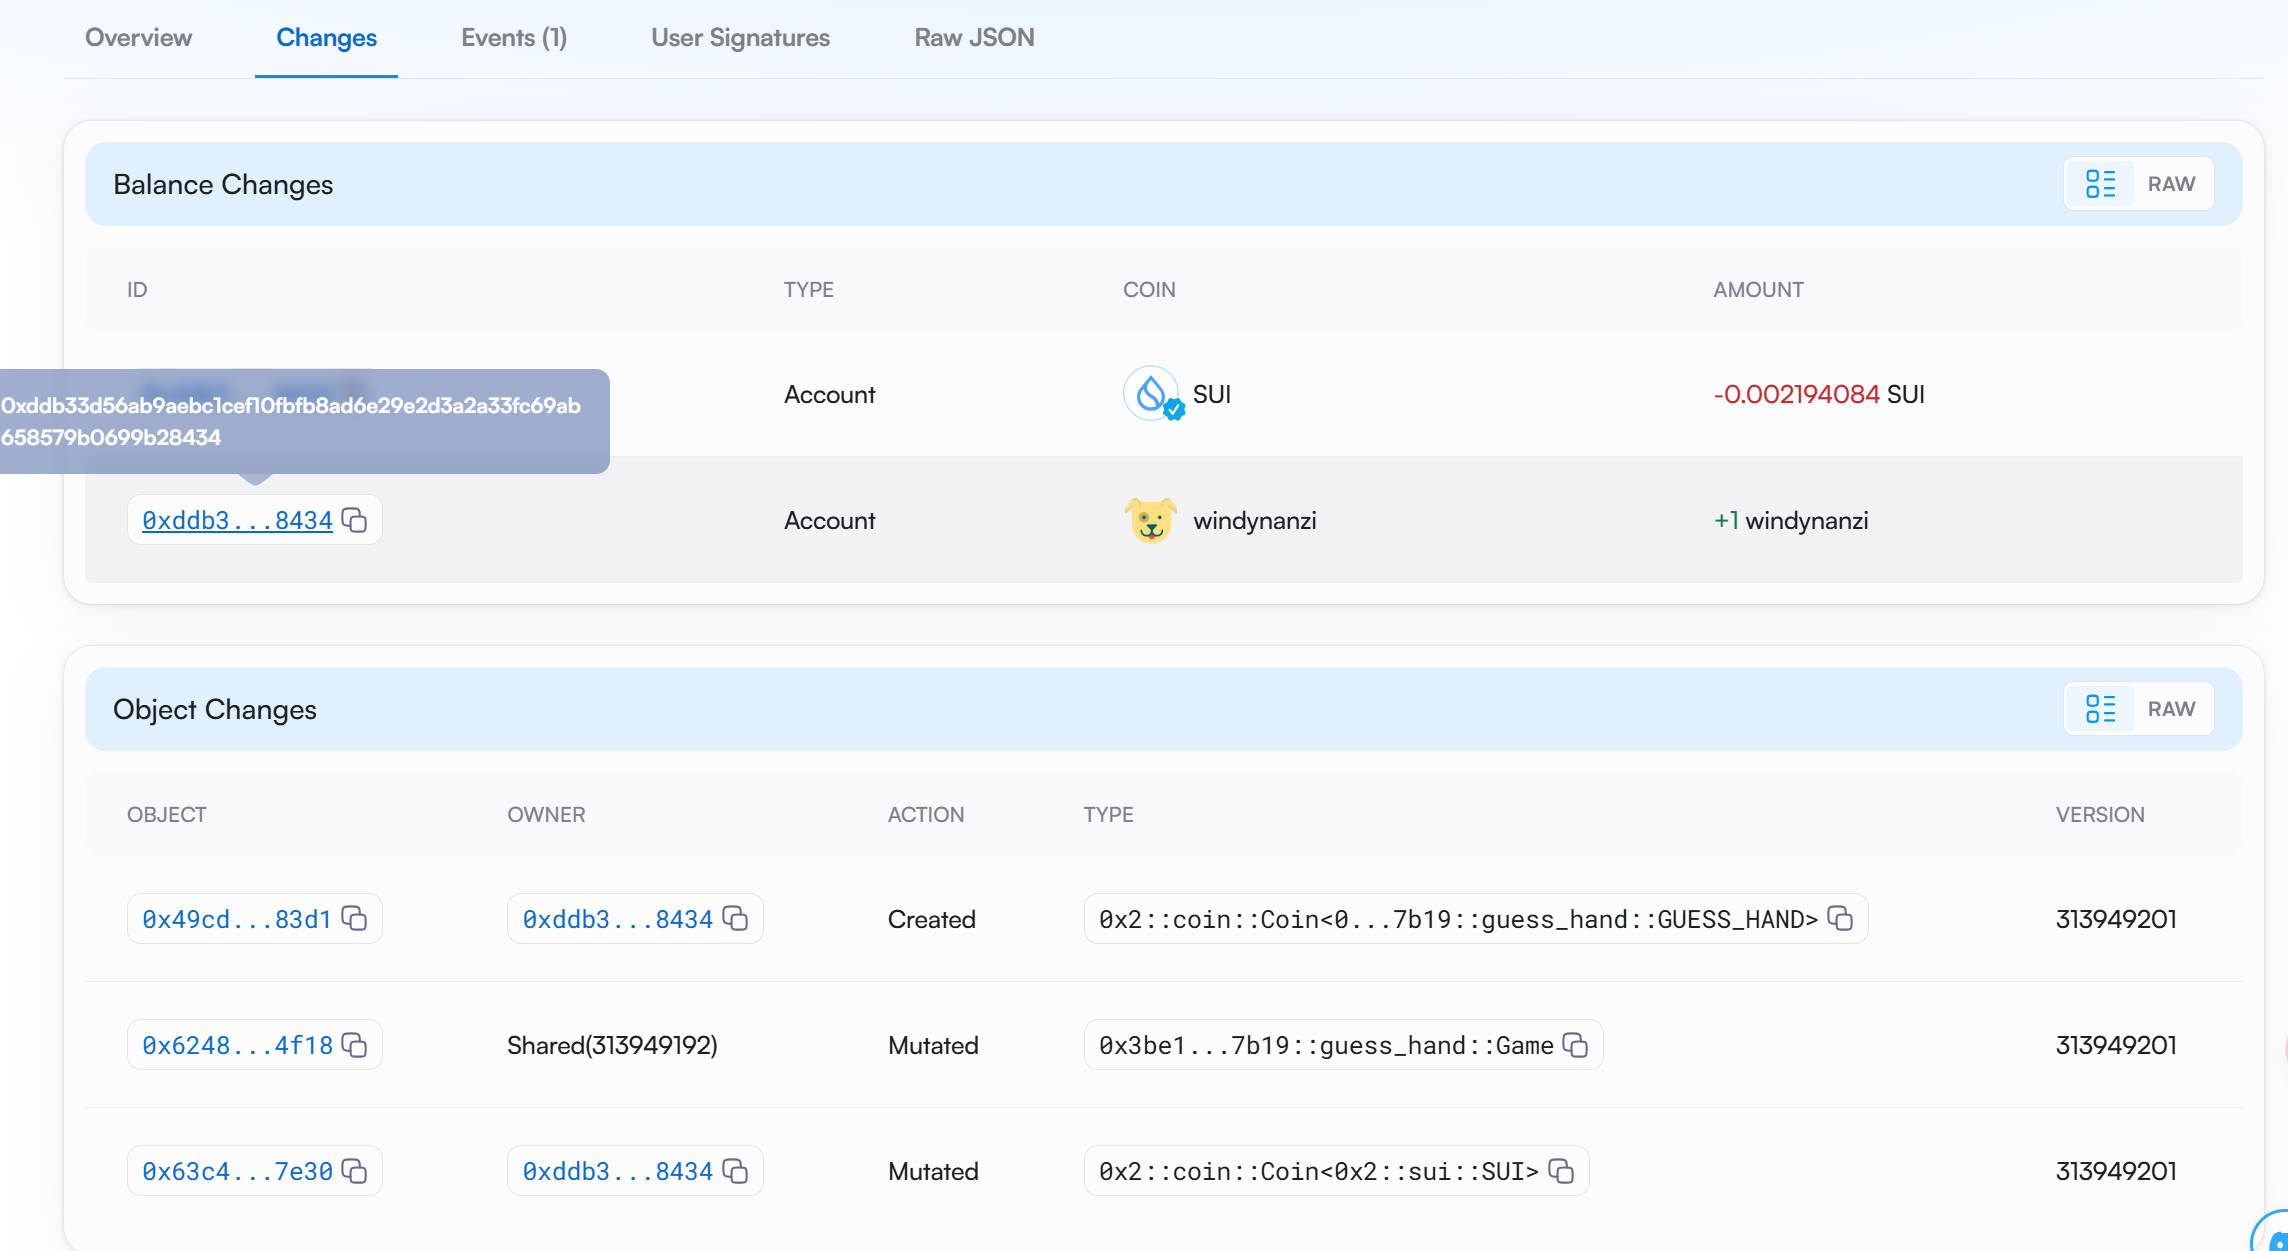 Overview Changes Events (1) User Signatures Raw JSON
Balance Changes RAW
ID TYPE COIN AMOUNT
Account SUI -0.002194084 SUI
0xddb33d56ab9aebc1cef10fbfb8ad6e29e2d3a2a33fc69ab
658579b0699b28434
0xddb3...8434 Account windynanzi +1 windynanzi
Object Changes RAW
OBJECT OWNER ACTION TYPE VERSION
0x49cd...83d1 0xddb3...8434 Created 0x2::coin::Coin<0...7b19::guess_hand::GUESS_HAND> 313949201
0x6248...4f18 Shared(313949192) Mutated 0x3be1...7b19::guess_hand::Game 313949201
0x63c4...7e30 0xddb3...8434 Mutated 0x2::coin::Coin<0x2::sui::SUI> 313949201